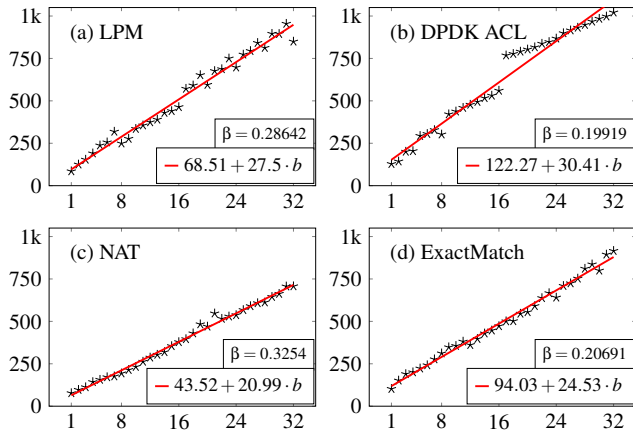 1k
(a) LPM
750
500
250
β = 0.28642
68.51 + 27.5 · b
0
1 8 16 24 32
1k
(b) DPDK ACL
750
500
250
β = 0.19919
122.27 + 30.41 · b
0
1 8 16 24 32
1k
(c) NAT
750
500
250
β = 0.3254
43.52 + 20.99 · b
0
1 8 16 24 32
1k
(d) ExactMatch
750
500
250
β = 0.20691
94.03 + 24.53 · b
0
1 8 16 24 32